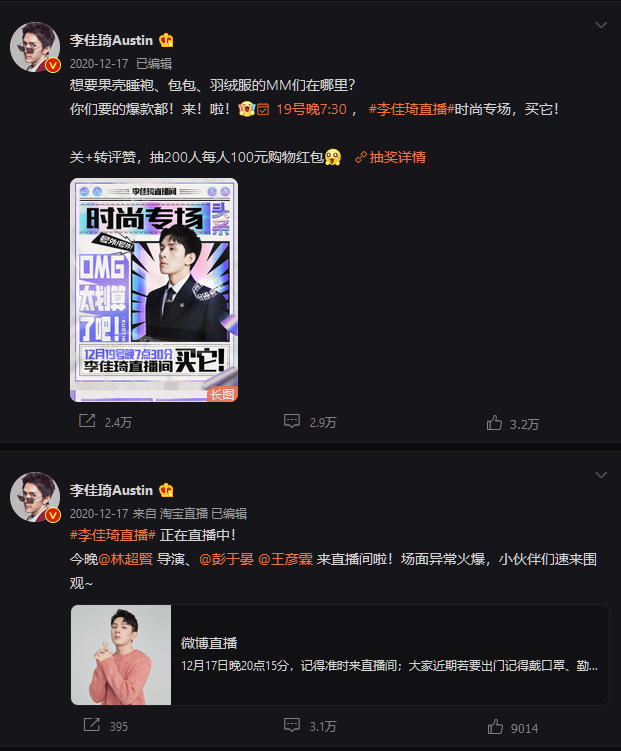 李佳琦Austin
2020-12-17 已编辑
想要果壳睡袍、包包、羽绒服的MM们在哪里?
你们要的爆款都!来!啦! 19号晚7:30 , #李佳琦直播#时尚专场,买它!
关+转评赞,抽200人每人100元购物红包 抽奖详情
李佳琦直播间
时尚专场
头条
号外!号外!
OMG
太划算
了吧!
AUSTIN
12月19号晚7点30分
李佳琦直播间
买它!
长图
2.4万
2.9万
3.2万
李佳琦Austin
2020-12-17 来自 淘宝直播 已编辑
#李佳琦直播# 正在直播中!
今晚@林超賢 导演、@彭于晏 @王彦霖 来直播间啦!场面异常火爆,小伙伴们速来围
观~
微博直播
12月17日晚20点15分,记得准时来直播间;大家近期若要出门记得戴口罩、勤...
395
3.1万
9014